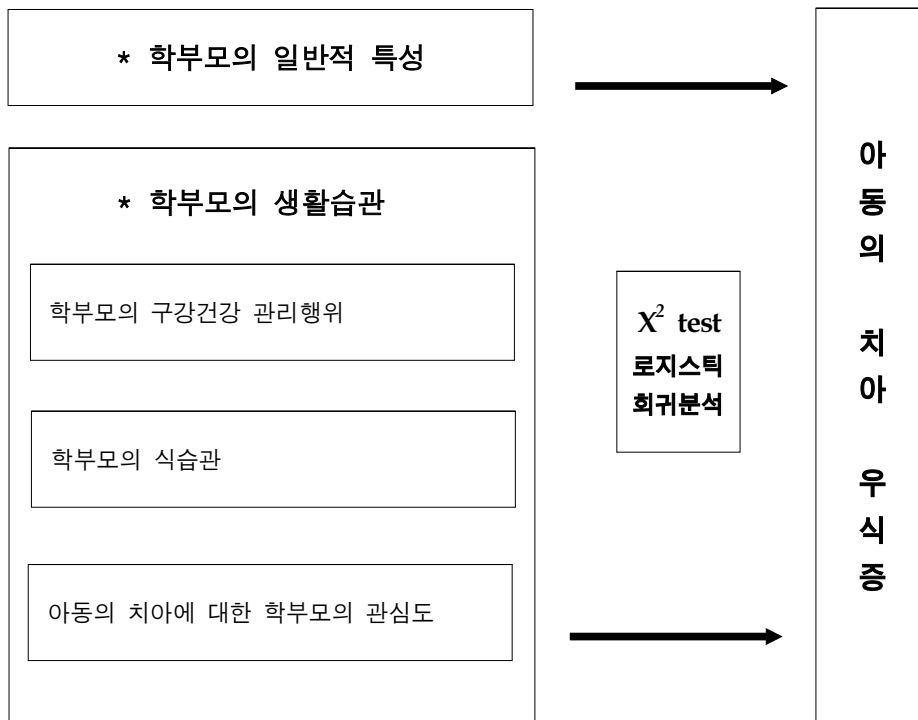 * 학부모의 일반적 특성
* 학부모의 생활습관
학부모의 구강건강 관리행위
학부모의 식습관
아동의 치아에 대한 학부모의 관심도
X² test
로지스틱
회귀분석
아
동
의
치
아
우
식
증